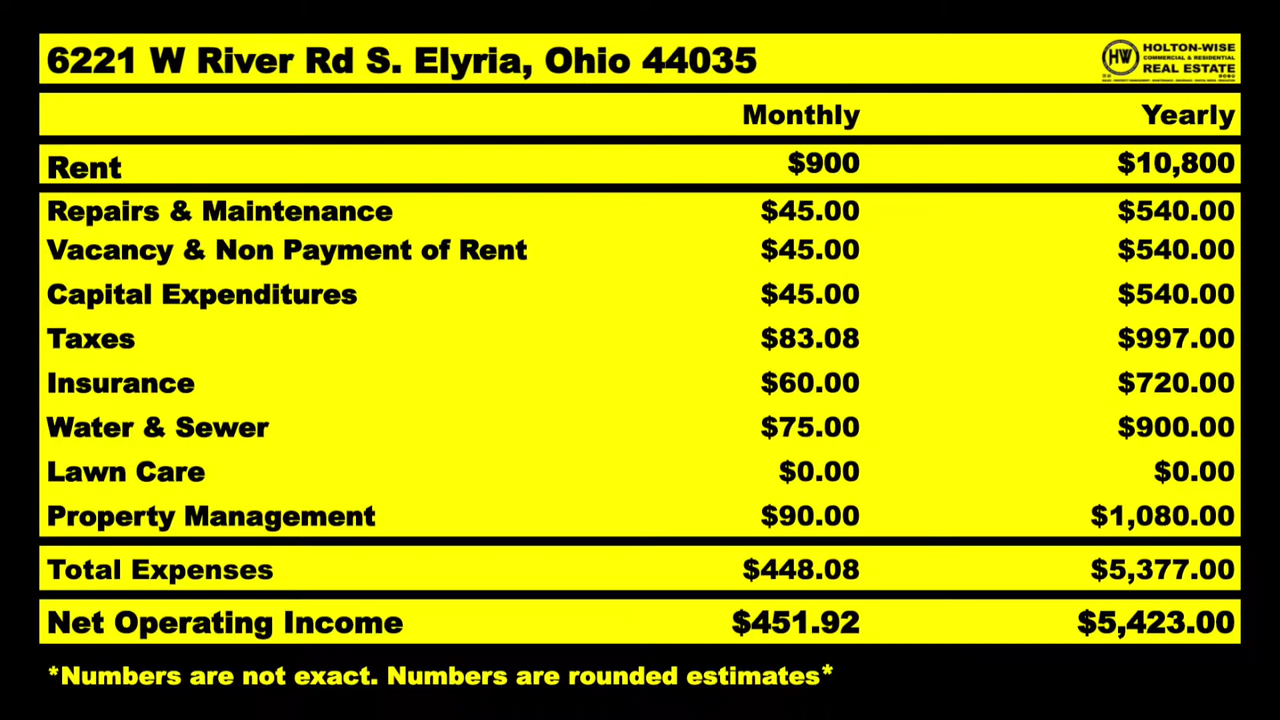 6221 W River Rd S. Elyria, Ohio 44035
HW
HOLTON-WISE
COMMERCIAL & RESIDENTIAL
REAL ESTATE
Monthly Yearly
Rent $900 $10,800
Repairs & Maintenance $45.00 $540.00
Vacancy & Non Payment of Rent $45.00 $540.00
Capital Expenditures $45.00 $540.00
Taxes $83.08 $997.00
Insurance $60.00 $720.00
Water & Sewer $75.00 $900.00
Lawn Care $0.00 $0.00
Property Management $90.00 $1,080.00
Total Expenses $448.08 $5,377.00
Net Operating Income $451.92 $5,423.00
*Numbers are not exact. Numbers are rounded estimates*